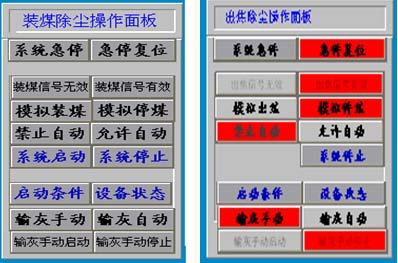 装煤除尘操作面板
系统急停 急停复位
装煤信号无效 装煤信号有效
模拟装煤 模拟停煤
禁止自动 允许自动
系统启动 系统停止
启动条件 设备状态
输灰手动 输灰自动
输灰手动启动 输灰手动停止
出焦除尘操作面板
系统急停 急停复位
出焦信号无效 出焦信号有效
模拟出焦 模拟停焦
禁止自动 允许自动
系统停止
启动条件 设备状态
输灰手动 输灰自动
输灰手动启动 输灰手动停止